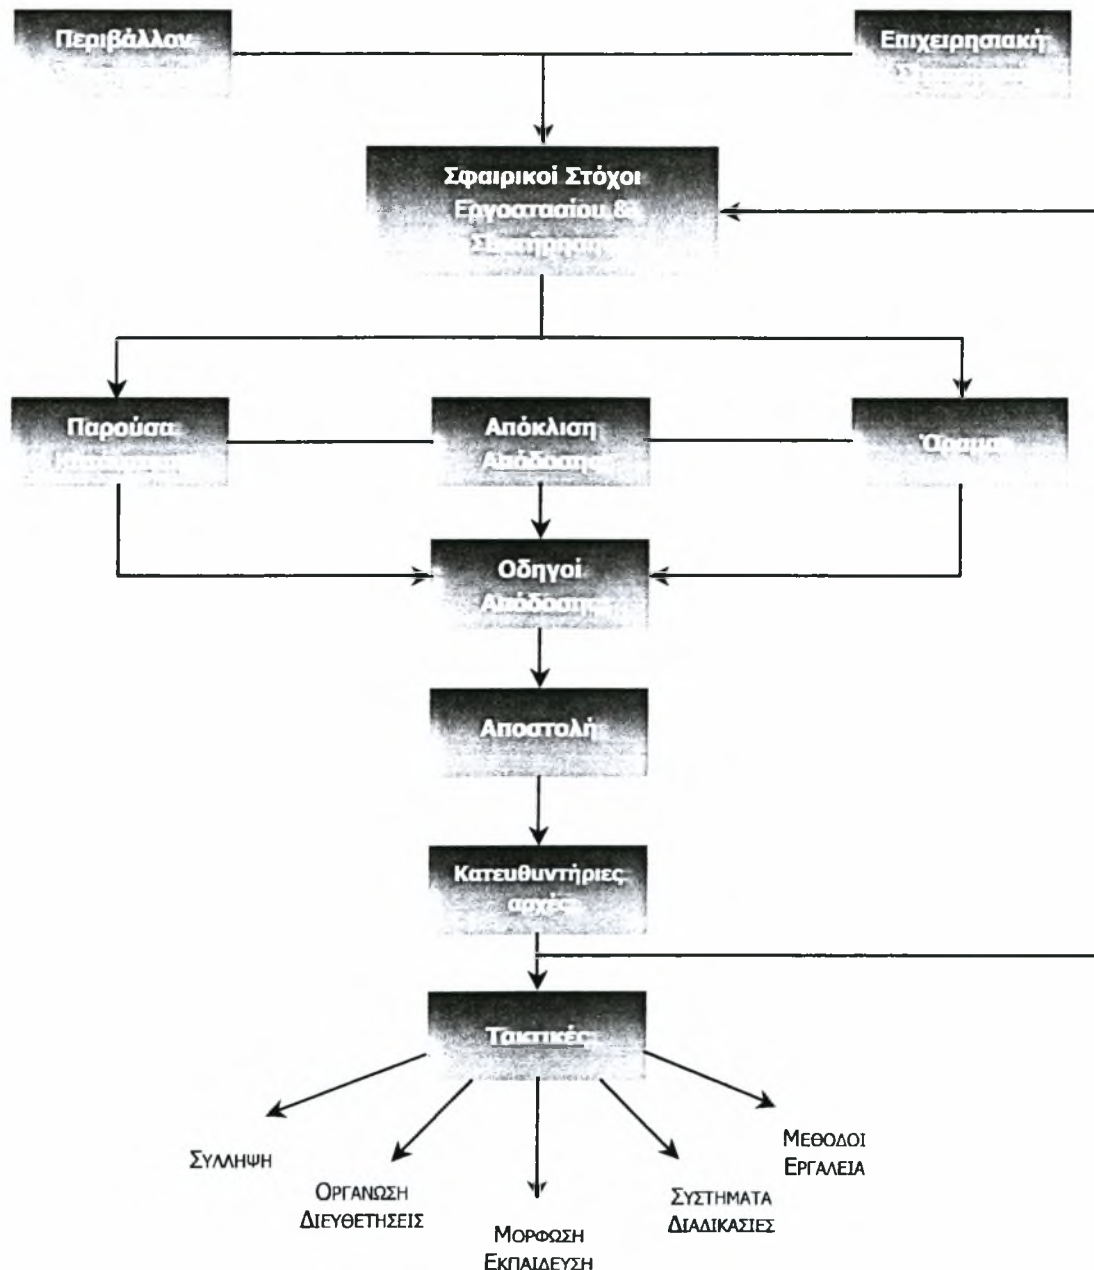 Περιβάλλον
Επιχειρησιακή
Σφαιρικοί Στόχοι
Εργοστασίου &
Συντήρησης
Παρούσα
Απόκλιση
Απόδοσης
Όραμα
Οδηγοί
Απόδοσης
Αποστολή
Κατευθυντήριες
αρχές
Τακτικές
ΣΥΛΛΗΨΗ
ΟΡΓΑΝΩΣΗ
ΔΙΕΥΘΕΤΗΣΕΙΣ
ΜΟΡΦΩΣΗ
ΕΚΠΑΙΔΕΥΣΗ
ΣΥΣΤΗΜΑΤΑ
ΔΙΑΔΙΚΑΣΙΕΣ
ΜΕΘΟΔΟΙ
ΕΡΓΑΛΕΙΑ